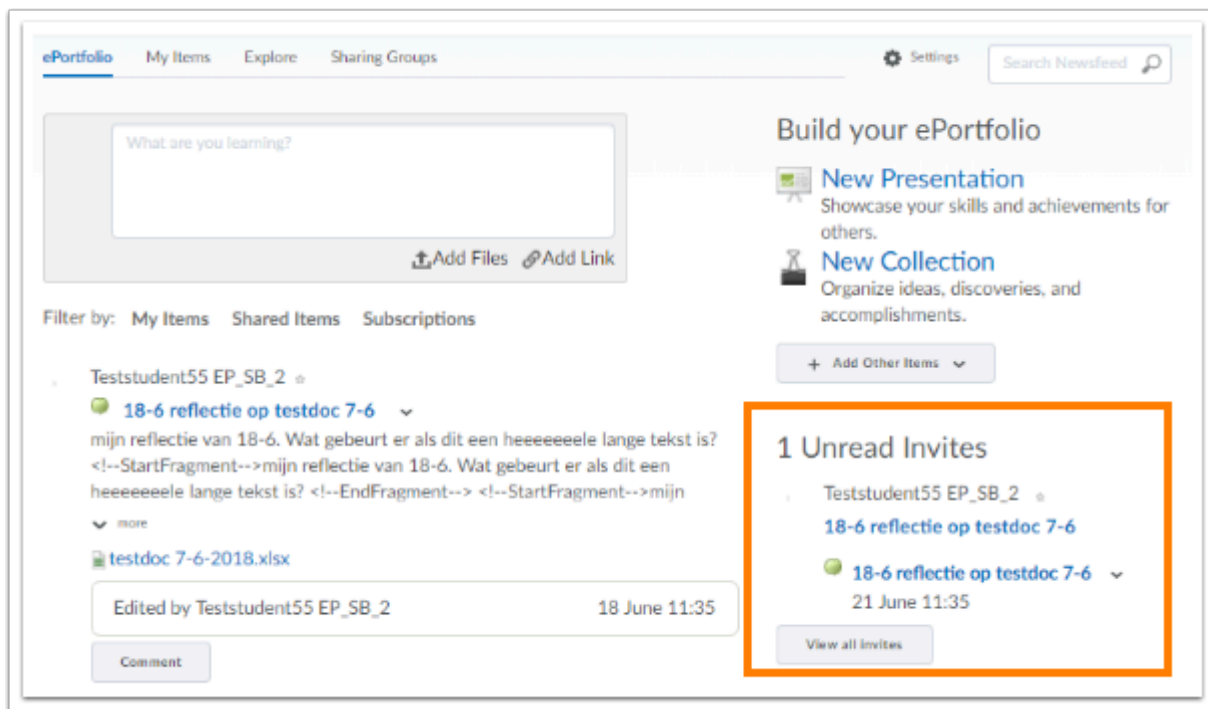 ePortfolio My Items Explore Sharing Groups
Settings
Search Newsfeed
What are you learning?
Add Files Add Link
Filter by: My Items Shared Items Subscriptions
Teststudent55 EP_SB_2
18-6 reflectie op testdoc 7-6
mijn reflectie van 18-6. Wat gebeurt er als dit een heeeeeeele lange tekst is?
<!--StartFragment-->mijn reflectie van 18-6. Wat gebeurt er als dit een
heeeeeeele lange tekst is? <!--EndFragment--> <!--StartFragment-->mijn
more
testdoc 7-6-2018.xlsx
Edited by Teststudent55 EP_SB_2 18 June 11:35
Comment
Build your ePortfolio
New Presentation
Showcase your skills and achievements for
others.
New Collection
Organize ideas, discoveries, and
accomplishments.
+ Add Other Items
1 Unread Invites
Teststudent55 EP_SB_2
18-6 reflectie op testdoc 7-6
18-6 reflectie op testdoc 7-6
21 June 11:35
View all invites